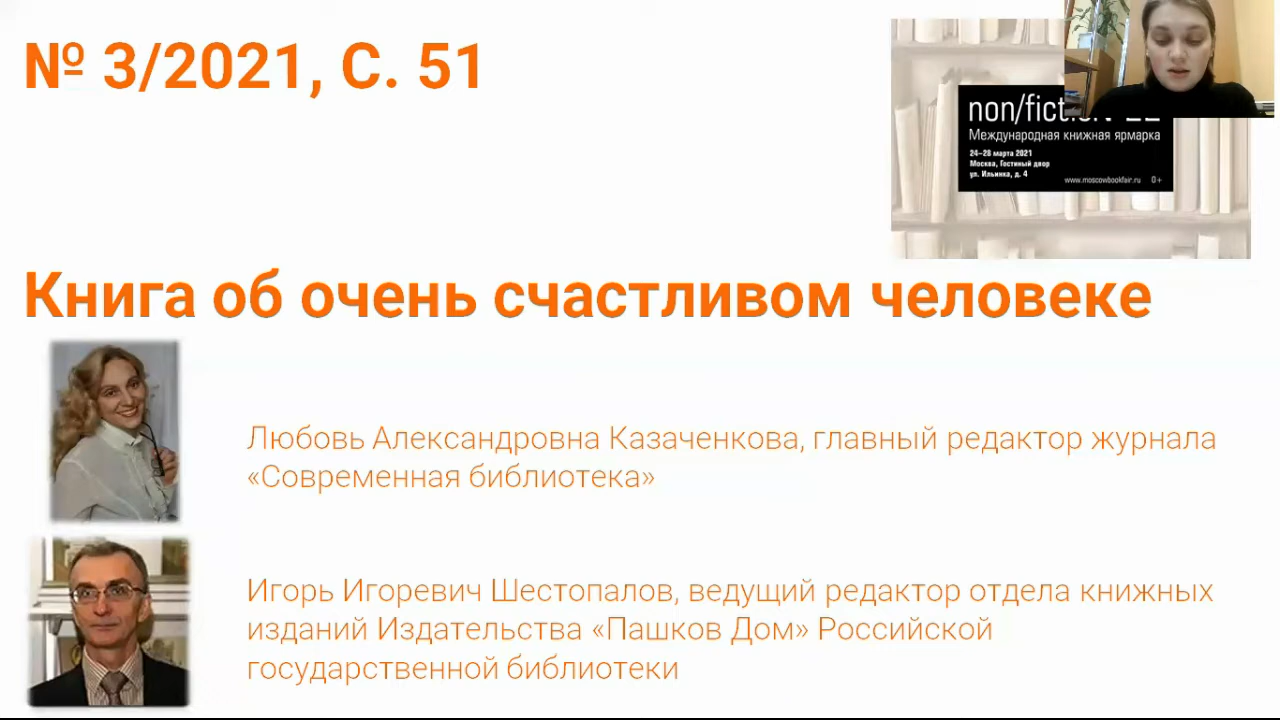 № 3/2021, С. 51
non/fict
Международная книжная ярмарка
24–28 марта 2021
Москва, Гостиный двор
ул. Ильинка, д. 4
www.moscowbookfair.ru 0+
Книга об очень счастливом человеке
Любовь Александровна Казаченкова, главный редактор журнала
«Современная библиотека»
Игорь Игоревич Шестопалов, ведущий редактор отдела книжных
изданий Издательства «Пашков Дом» Российской
государственной библиотеки